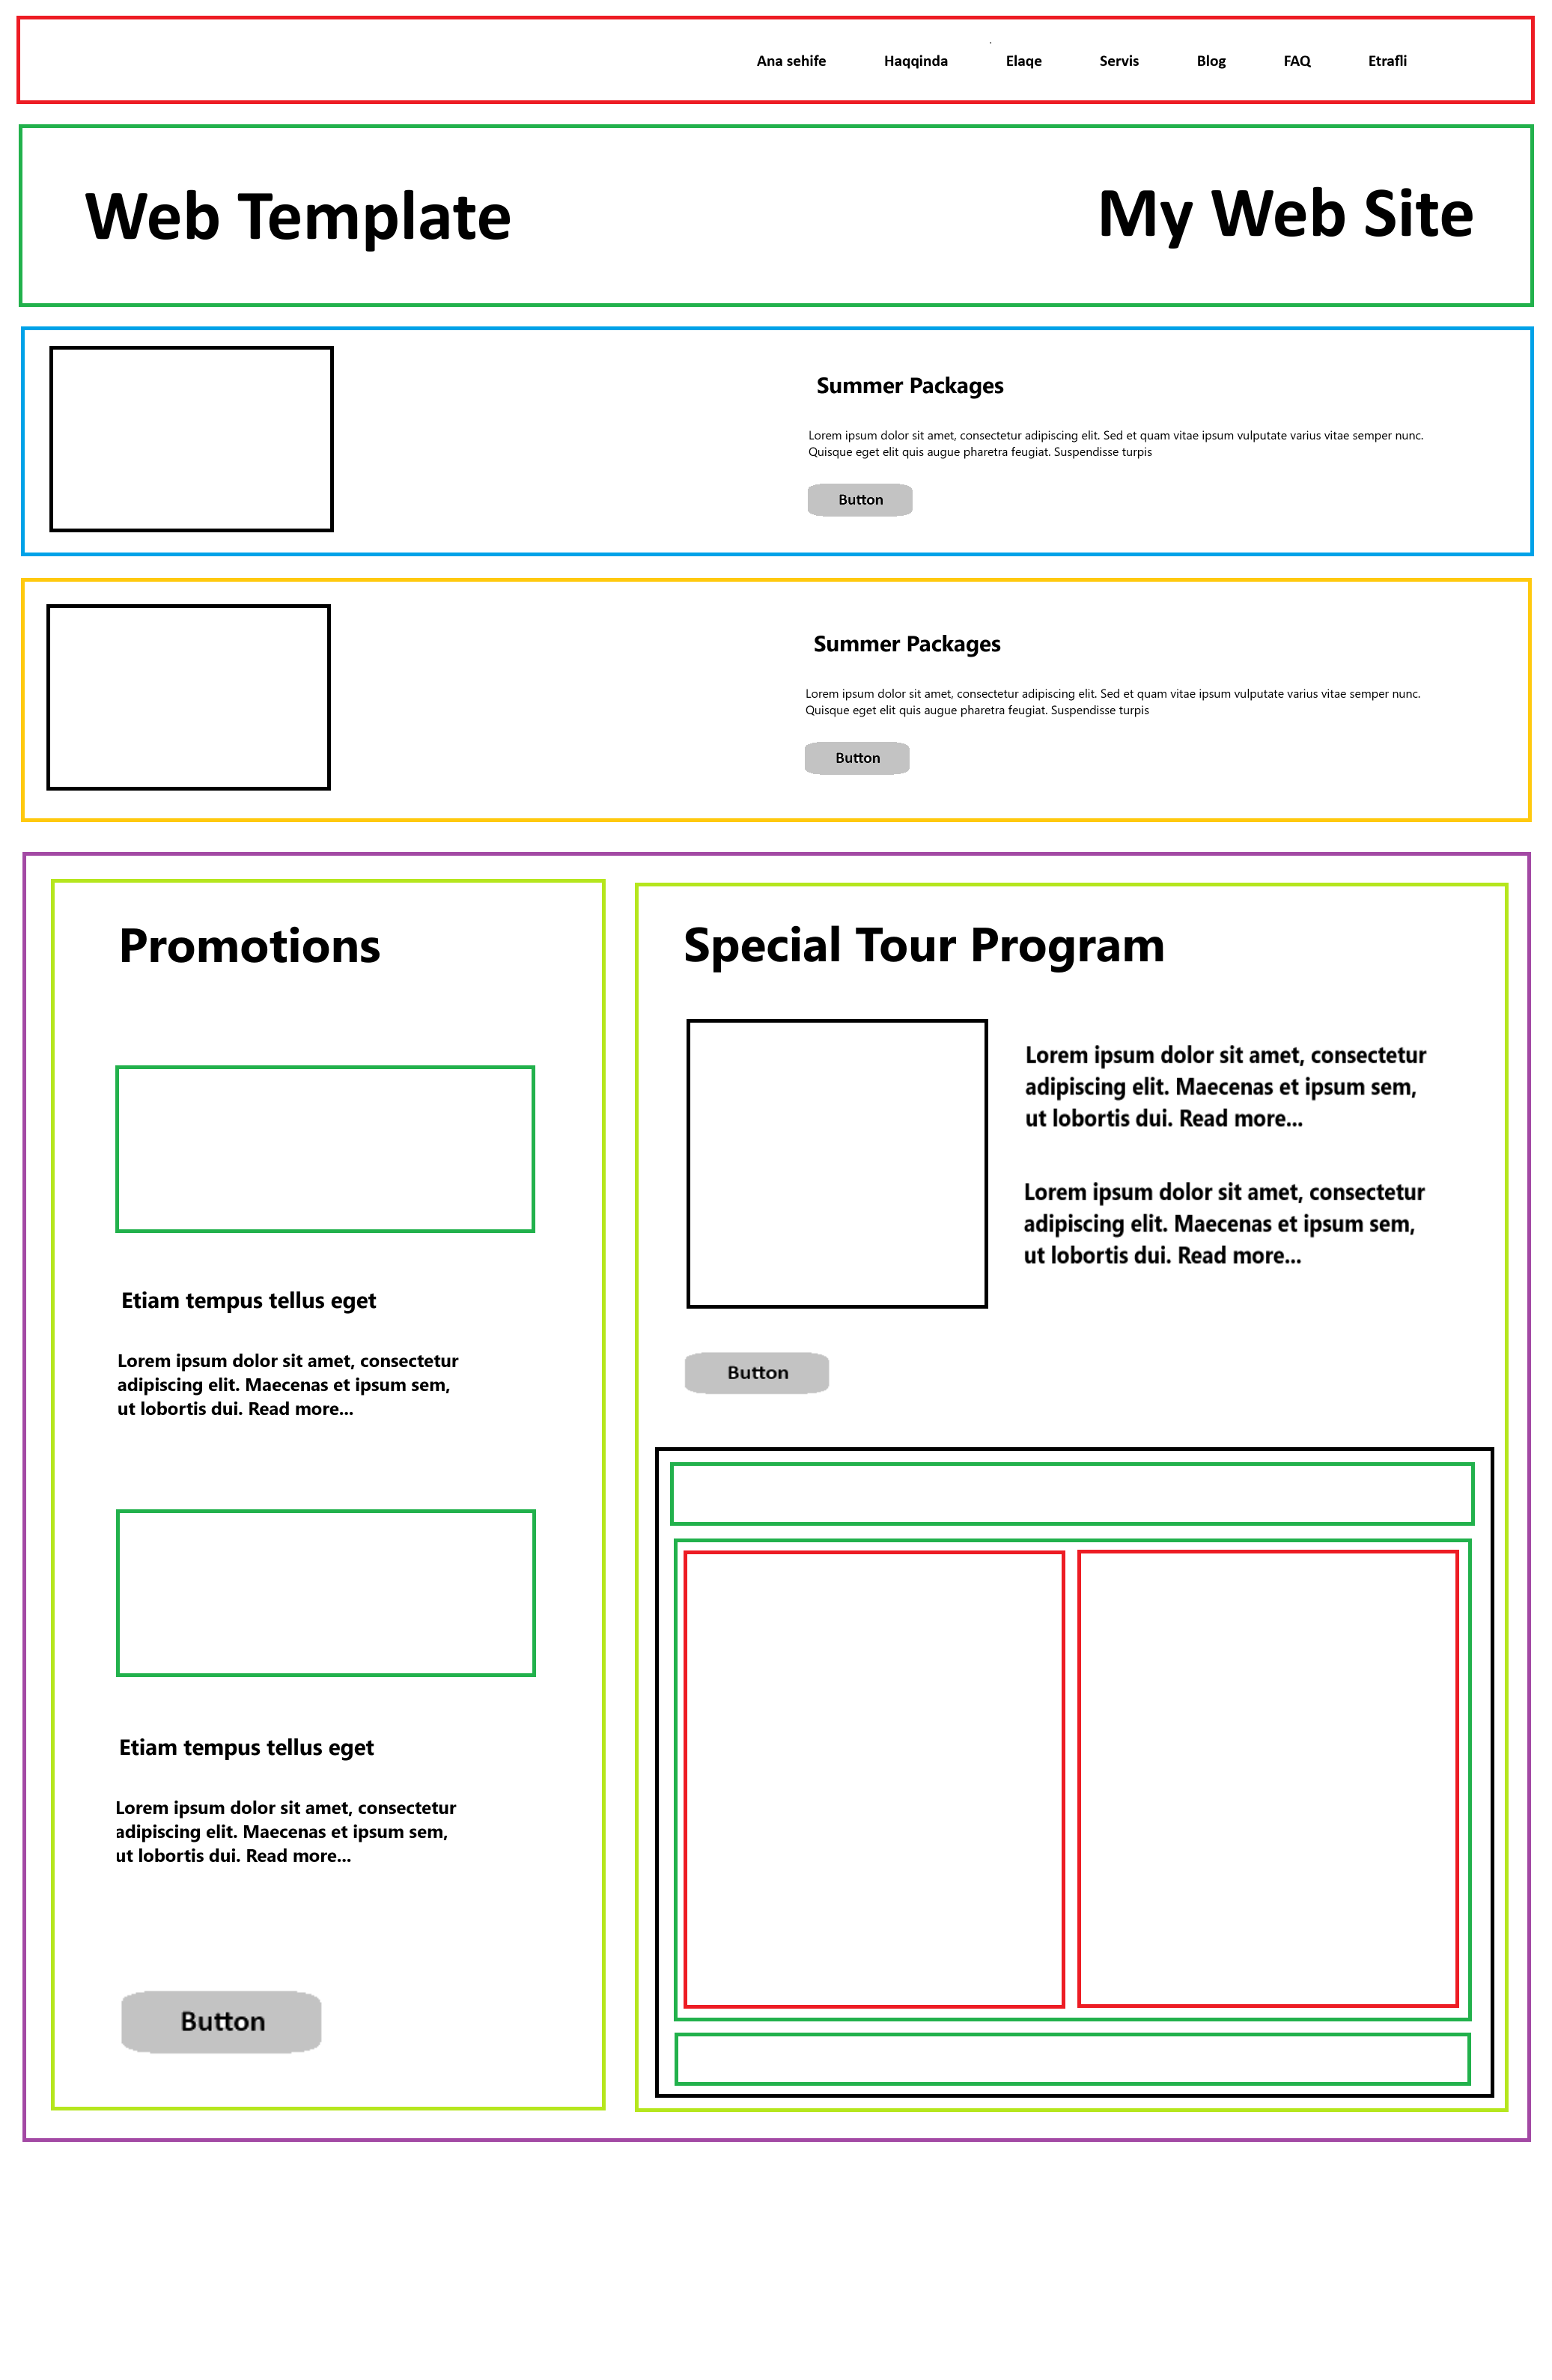 Ana sehife Haqqinda Elaqe Servis Blog FAQ Etrafli
Web Template
My Web Site
Summer Packages
Lorem ipsum dolor sit amet, consectetur adipiscing elit. Sed et quam vitae ipsum vulputate varius vitae semper nunc.
Quisque eget elit quis augue pharetra feugiat. Suspendisse turpis
Button
Summer Packages
Lorem ipsum dolor sit amet, consectetur adipiscing elit. Sed et quam vitae ipsum vulputate varius vitae semper nunc.
Quisque eget elit quis augue pharetra feugiat. Suspendisse turpis
Button
Promotions
Etiam tempus tellus eget
Lorem ipsum dolor sit amet, consectetur
adipiscing elit. Maecenas et ipsum sem,
ut lobortis dui. Read more...
Etiam tempus tellus eget
Lorem ipsum dolor sit amet, consectetur
adipiscing elit. Maecenas et ipsum sem,
ut lobortis dui. Read more...
Button
Special Tour Program
Lorem ipsum dolor sit amet, consectetur
adipiscing elit. Maecenas et ipsum sem,
ut lobortis dui. Read more...
Lorem ipsum dolor sit amet, consectetur
adipiscing elit. Maecenas et ipsum sem,
ut lobortis dui. Read more...
Button